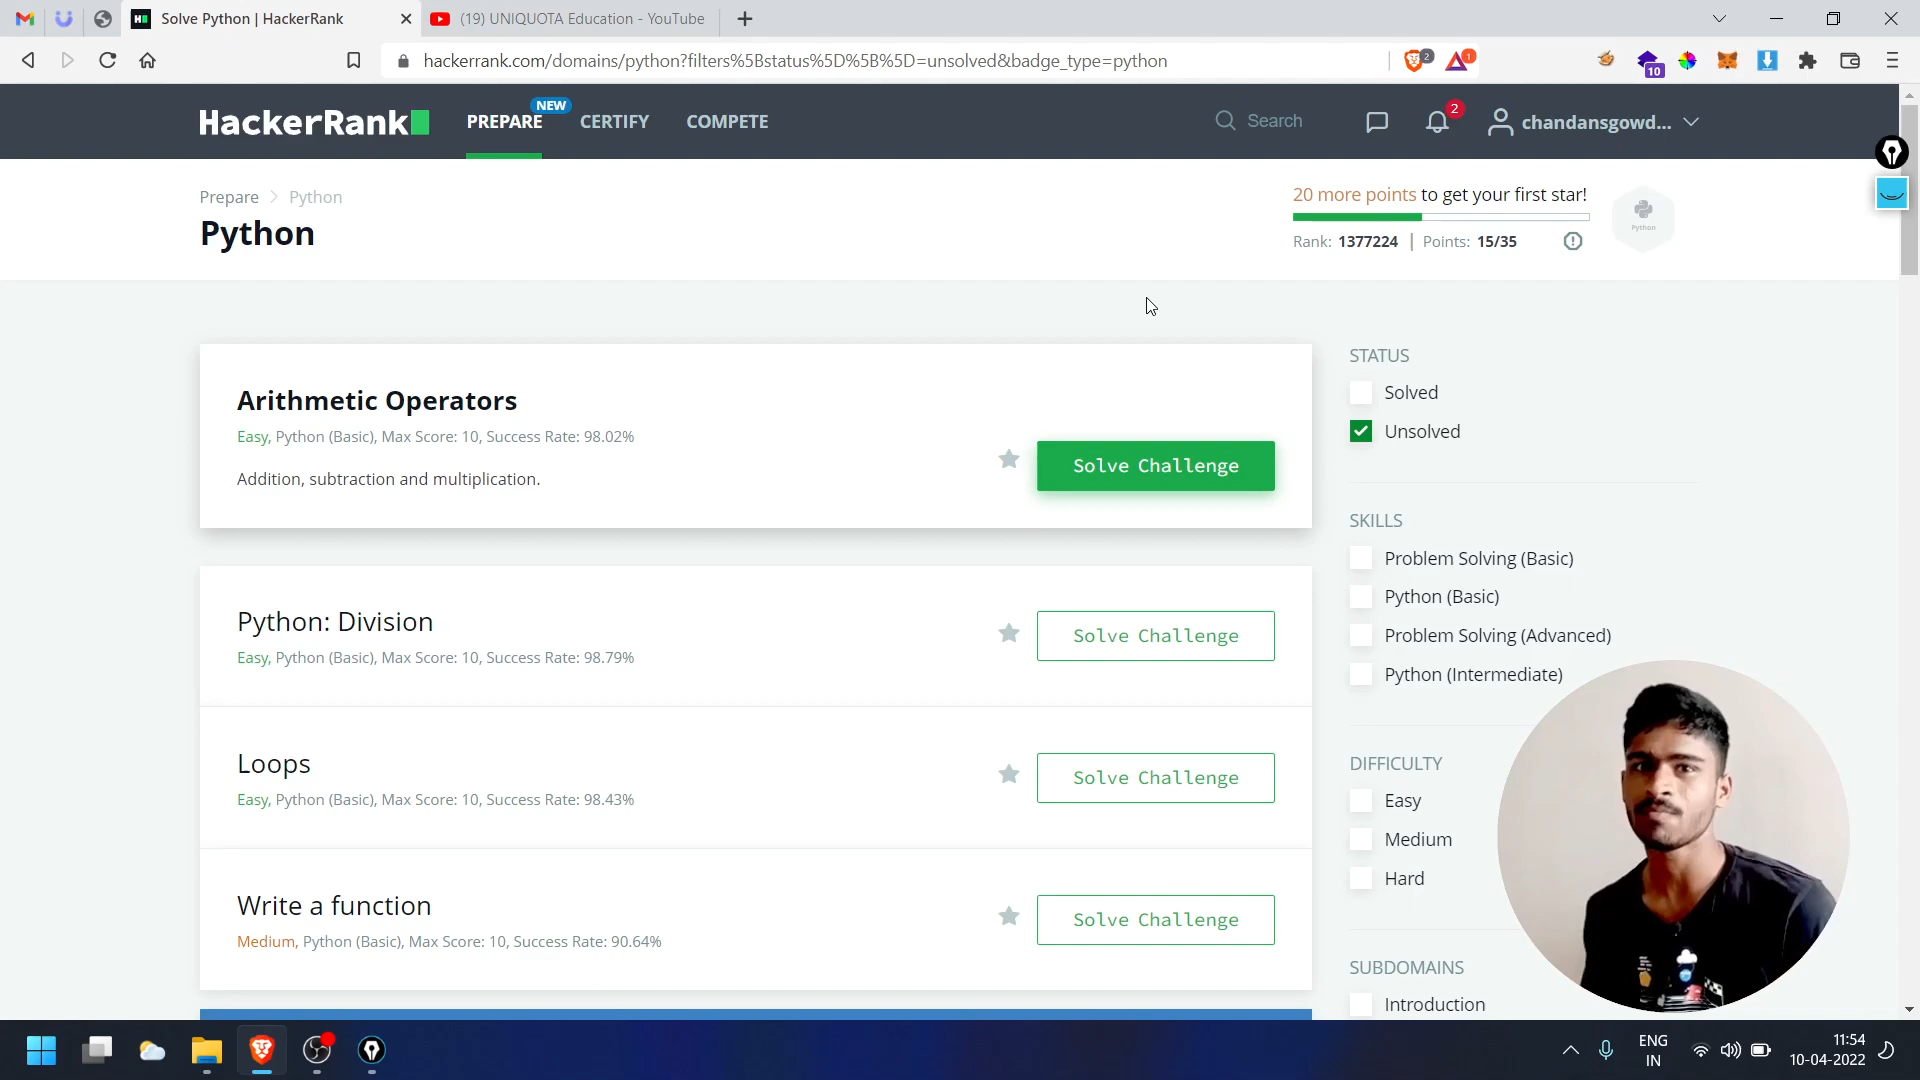 Solve Python | HackerRank
(19) UNIQUOTA Education - YouTube
hackerrank.com/domains/python?filters%5Bstatus%5D%5B%5D=unsolved&badge_type=python
2
1
10
HackerRank
PREPARE
NEW
CERTIFY
COMPETE
Search
2
chandansgowd...
Prepare
Python
Python
20 more points to get your first star!
Rank: 1377224 | Points: 15/35
Python
Arithmetic Operators
Easy, Python (Basic), Max Score: 10, Success Rate: 98.02%
Addition, subtraction and multiplication.
Solve Challenge
Python: Division
Easy, Python (Basic), Max Score: 10, Success Rate: 98.79%
Solve Challenge
Loops
Easy, Python (Basic), Max Score: 10, Success Rate: 98.43%
Solve Challenge
Write a function
Medium, Python (Basic), Max Score: 10, Success Rate: 90.64%
Solve Challenge
STATUS
Solved
Unsolved
SKILLS
Problem Solving (Basic)
Python (Basic)
Problem Solving (Advanced)
Python (Intermediate)
DIFFICULTY
Easy
Medium
Hard
SUBDOMAINS
Introduction
ENG
IN
11:54
10-04-2022